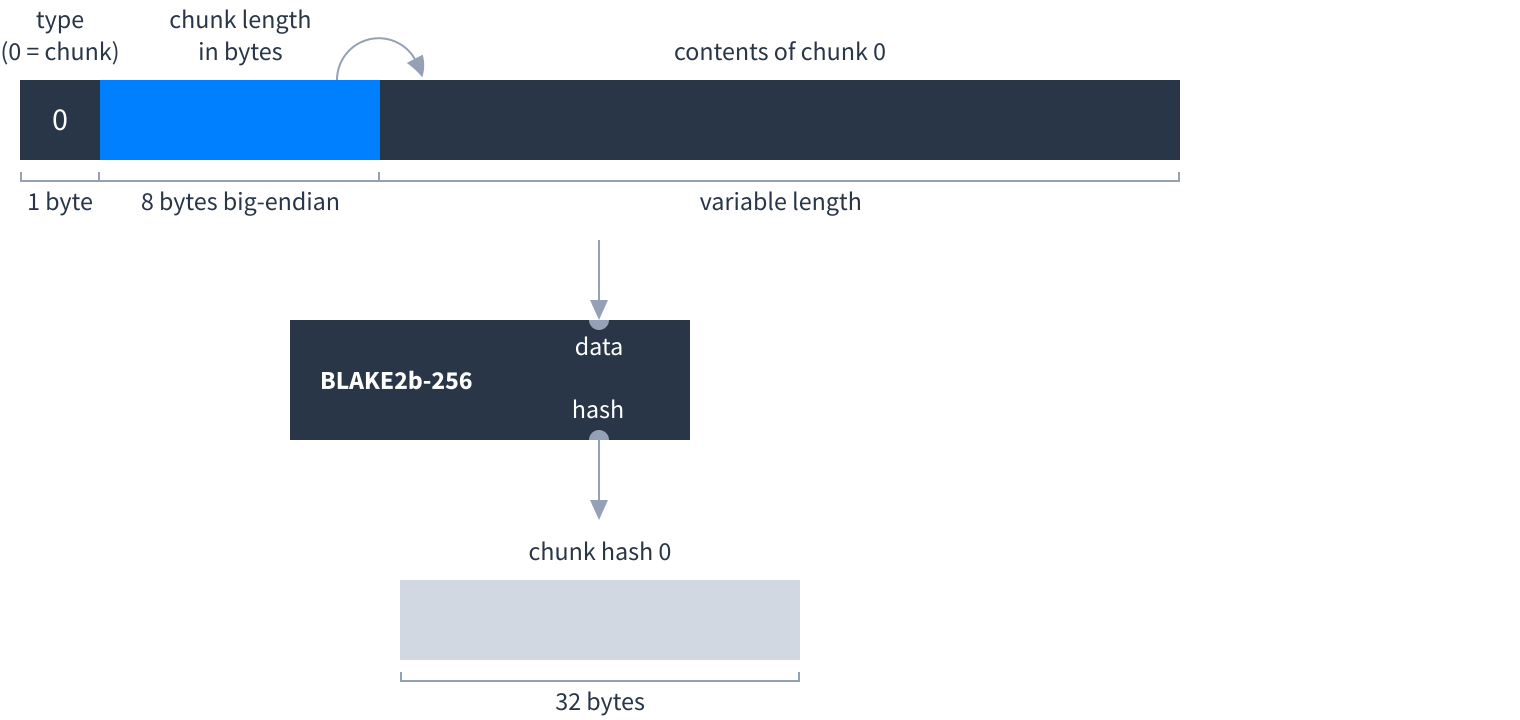 type
(0 = chunk)
chunk length
in bytes
contents of chunk 0
0
1 byte
8 bytes big-endian
variable length
data
BLAKE2b-256
hash
chunk hash 0
32 bytes